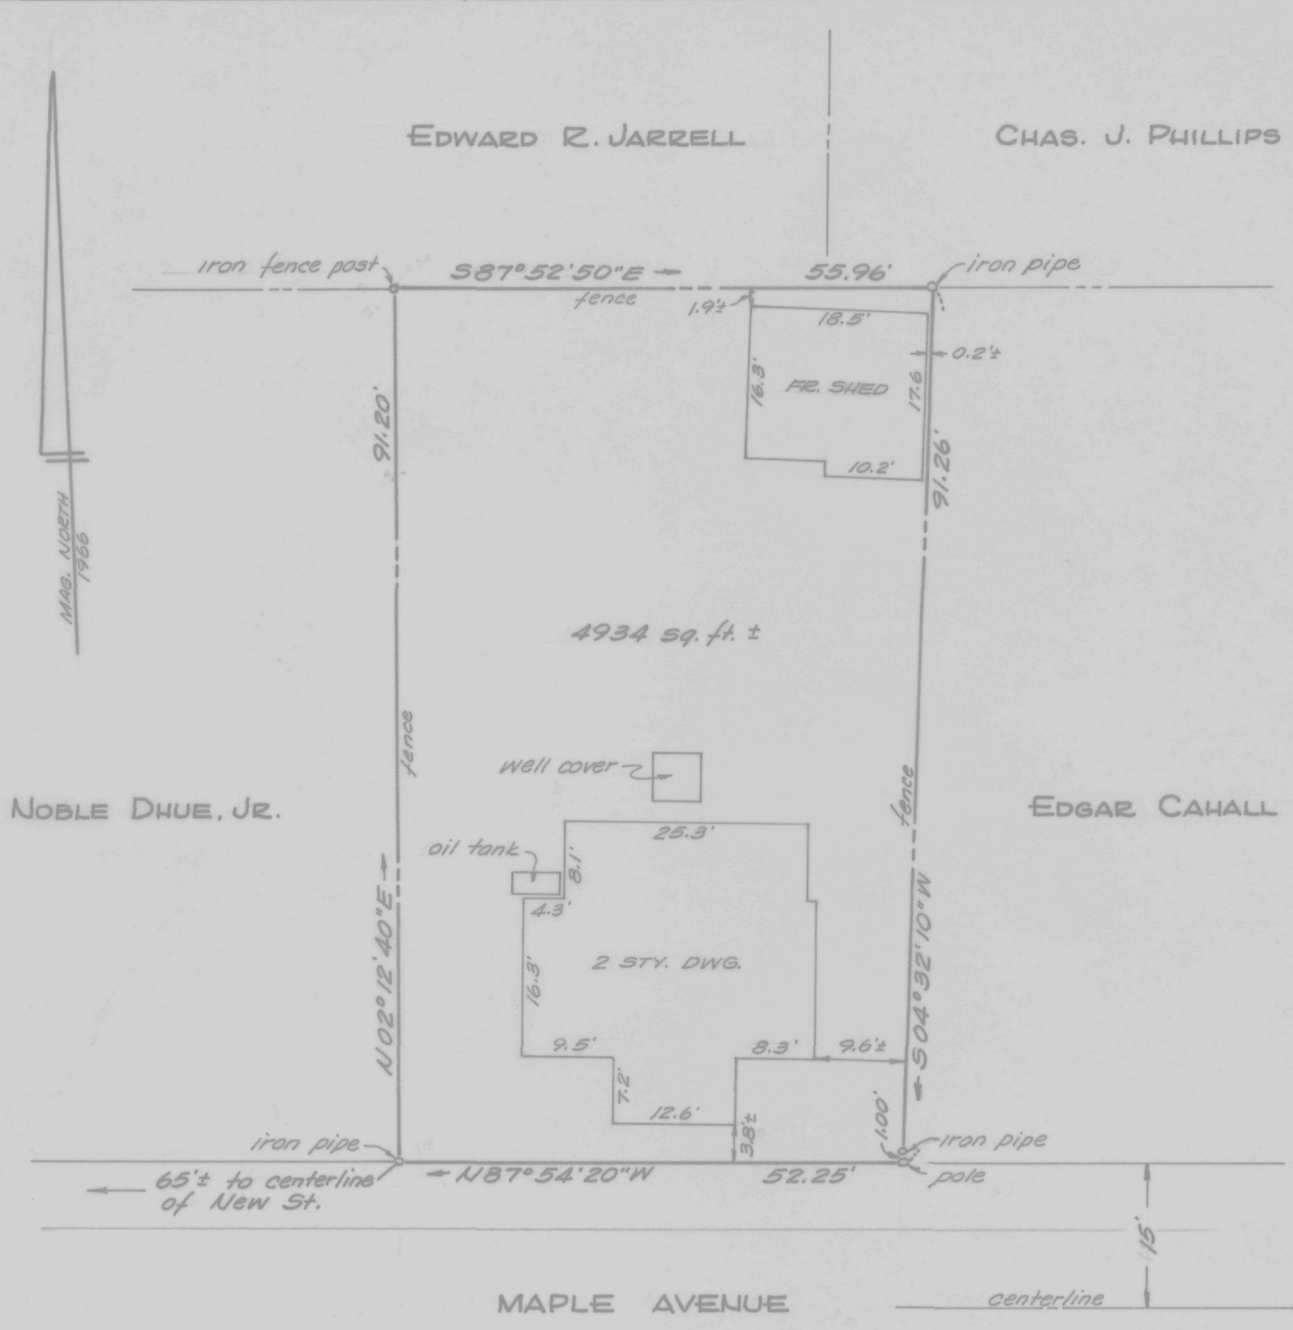 EDWARD R. JARRELL
CHAS. J. PHILLIPS
iron fence post
S87°52'50"E
55.96'
iron pipe
fence
1.9'±
18.5'
0.2'±
16.3'
FR. SHED
17.6
91.20'
91.26'
10.2'
MAG. NORTH
1966
4934 sq. ft. ±
fence
well cover
fence
NOBLE DHUE, JR.
EDGAR CAHALL
25.3'
oil tank
8.1'
4.3'
N02°12'40"E
2 STY. DWG.
S04°32'10"W
16.3'
9.5'
8.3'
9.6'±
7.2'
12.6'
3.8'±
1.00'
iron pipe
iron pipe
65'± to centerline
of New St.
N87°54'20"W
52.25'
pole
15'
MAPLE AVENUE
centerline